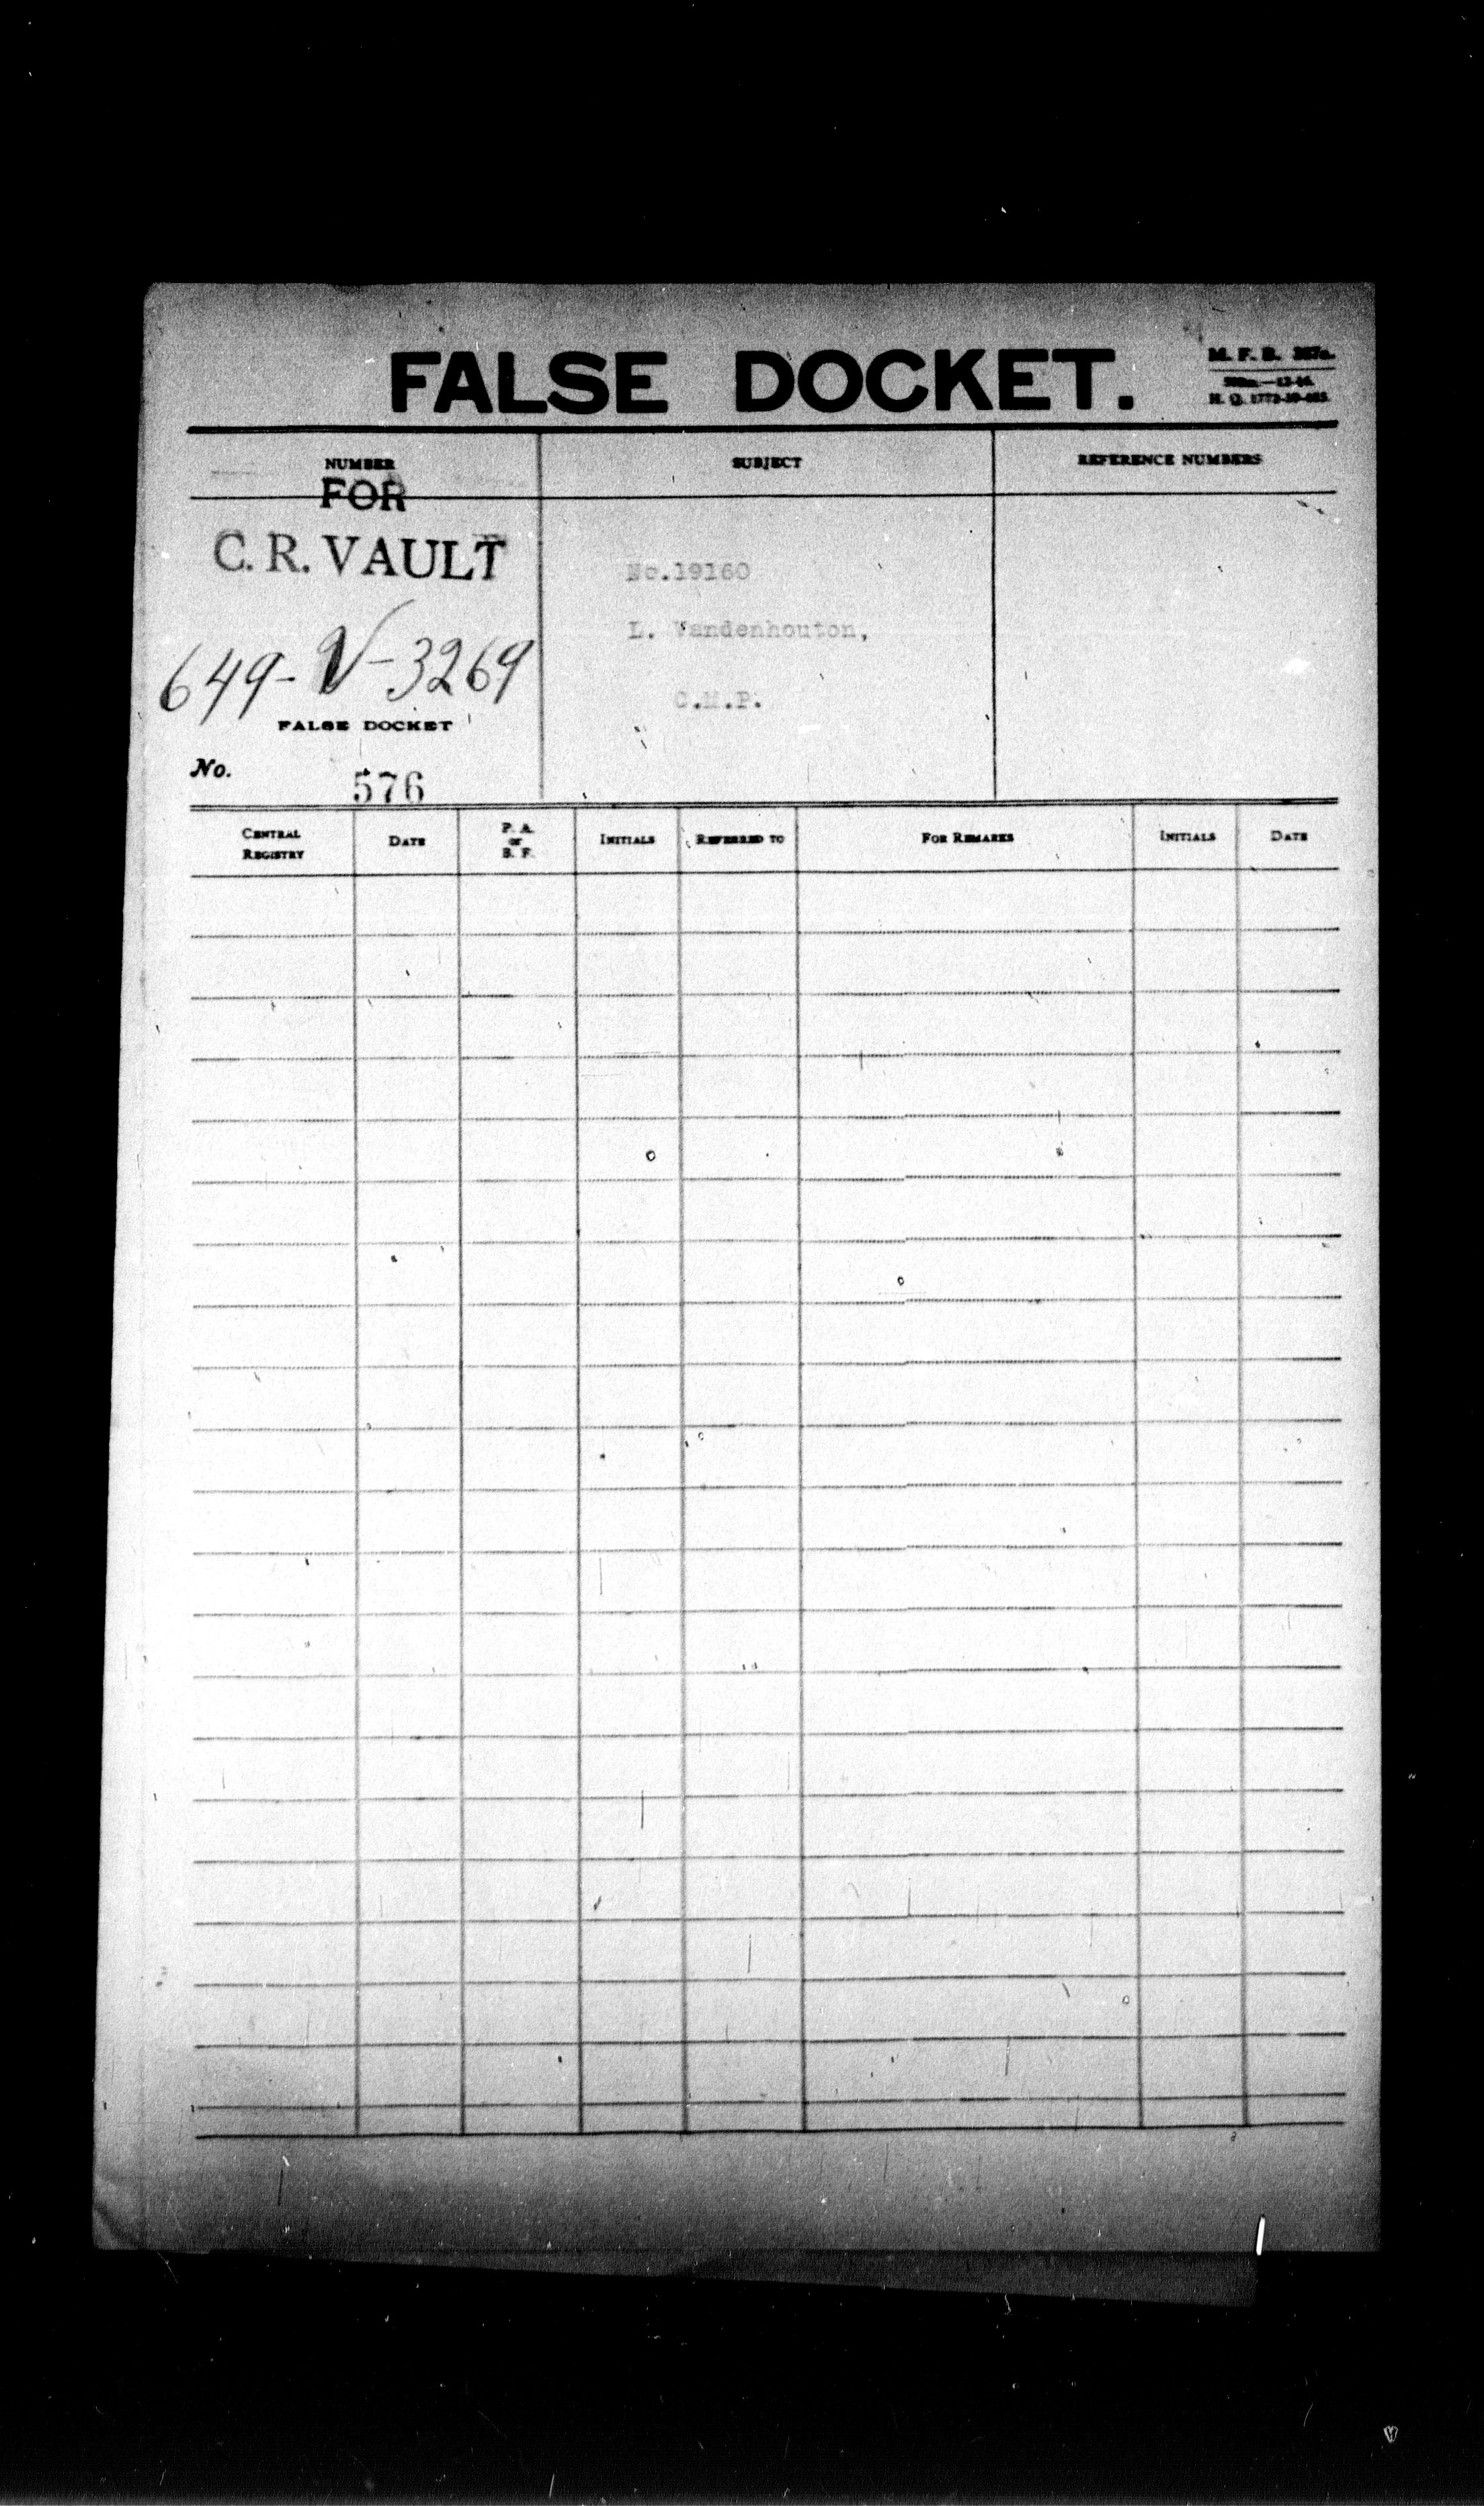 FALSE DOCKET.
M. F. B.
NUMBER
SUBJECT
REFERENCE NUMBERS
FOR
C. R. VAULT
No.19160
L. Vandenhouton,
649-V-3269
C.M.P.
FALSE DOCKET
No.
576
CENTRAL REGISTRY
DATE
P. A. or B. F.
INITIALS
REFERRED TO
FOR REMARKS
INITIALS
DATE